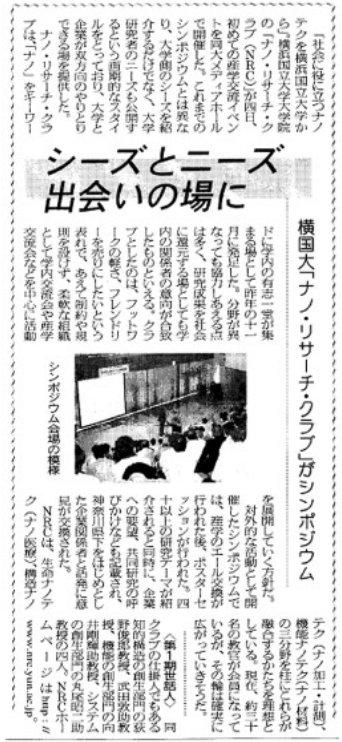 横国大「ナノ・リサーチ・クラブ」がシンポジウム
シーズとニーズ
出会いの場に
「社会に役に立つナノ
テクを横浜国立大学か
ら」。横浜国立大学大学院
の「ナノ・リサーチ・ク
ラブ（NRC）が四日、
初めての産学交流イベン
トを同大メディアホール
で開催した。これまでの
シンポジウムとは異な
り、大学側のシーズを紹
介するだけでなく、大学
研究者のニーズも公開す
るという画期的なスタイ
ルをとっており、大学と
企業が双方向のやりとり
できる場を提供した。
ナノ・リサーチ・クラ
ブは、「ナノ」をキーワー
ドに学内の有志一堂が集
まる場として昨年の十一
月に発足した。分野が異
なっても協力しあえる点
は多く、研究成果を社会
に還元する場としても学
内の関係者の意向が合致
したものといえる。クラ
ブとしたのは、フットワ
ークの軽さ、フレンドリ
ーを売りにしたいという
表れで、あえて制約や規
則を設けず、柔軟な組織
として学内交流会や産学
交流会などを中心に活動
シンポジウム会場の模様
を展開していく方針だ。
対外的な活動として開
催したシンポジウムで
は、産学のエール交換が
行われた後、ポスターセ
ッションが行われた。四
十以上の研究テーマが紹
介されると同時に、企業
への要望、共同研究の呼
びかけなども記載され、
神奈川県下をはじめとし
た企業関係者と活発に意
見が交換された。
NRCは、生命ナノテ
ク（ナノ医療）、構造ナノ
テク（ナノ加工・計測）、
機能ナノテク（ナノ材料）
の三分野を柱にこれらが
融合するかたちを理想と
している。現在、約三十
名の教官が会員になって
いるが、その輪は確実に
広がっていきそうだ。
〈第1期世話人〉 同
クラブの仕掛人でもある
知的構造の創生部門の荻
野俊郎教授、武田敦助教
授、機能の創生部門の向
井剛輝助教授、システム
の創生部門の丸尾昭二助
教授の四人。NRCホー
ムページはhttp://
www.nrc.ynu.ac.jp。